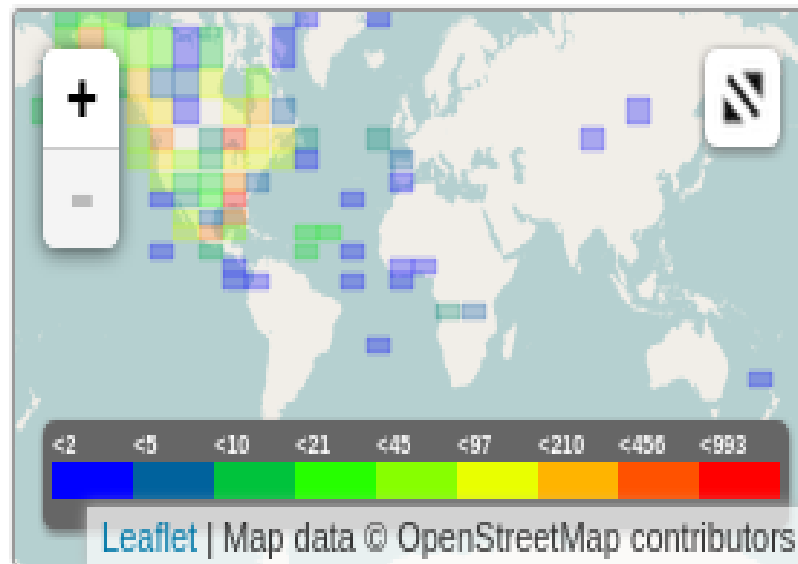 +
-
<2 <5 <10 <21 <45 <97 <210 <456 <993
Leaflet | Map data © OpenStreetMap contributors